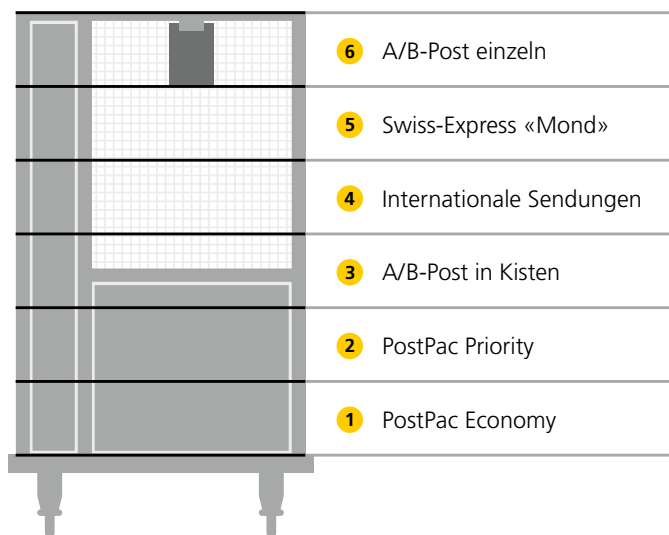 6 A/B-Post einzeln
5 Swiss-Express «Mond»
4 Internationale Sendungen
3 A/B-Post in Kisten
2 PostPac Priority
1 PostPac Economy